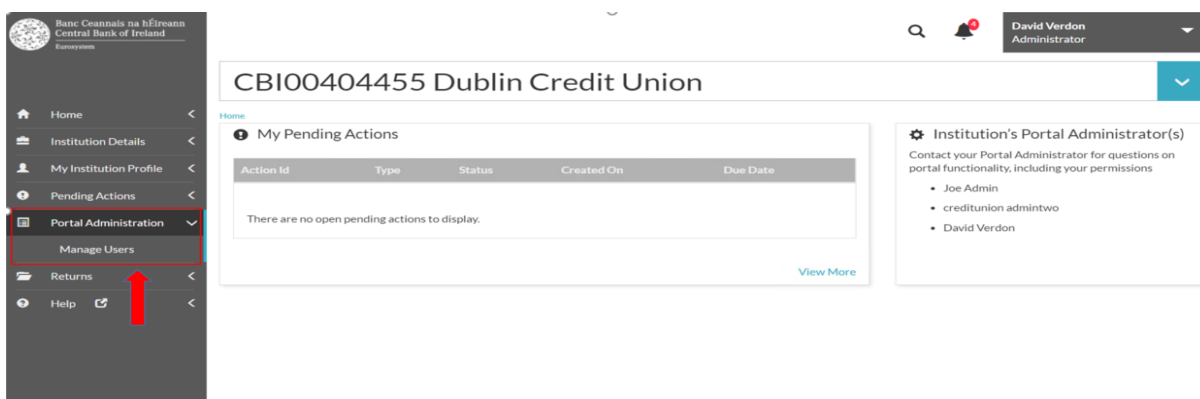 Banc Ceannais na hÉireann
Central Bank of Ireland
Eurosystem
4
David Verdon
Administrator
CBI00404455 Dublin Credit Union
Home
Institution Details
My Institution Profile
Pending Actions
Portal Administration
Manage Users
Returns
Help
Home
My Pending Actions
Action Id Type Status Created On Due Date
There are no open pending actions to display.
View More
Institution's Portal Administrator(s)
Contact your Portal Administrator for questions on
portal functionality, including your permissions
• Joe Admin
• creditunion admintwo
• David Verdon